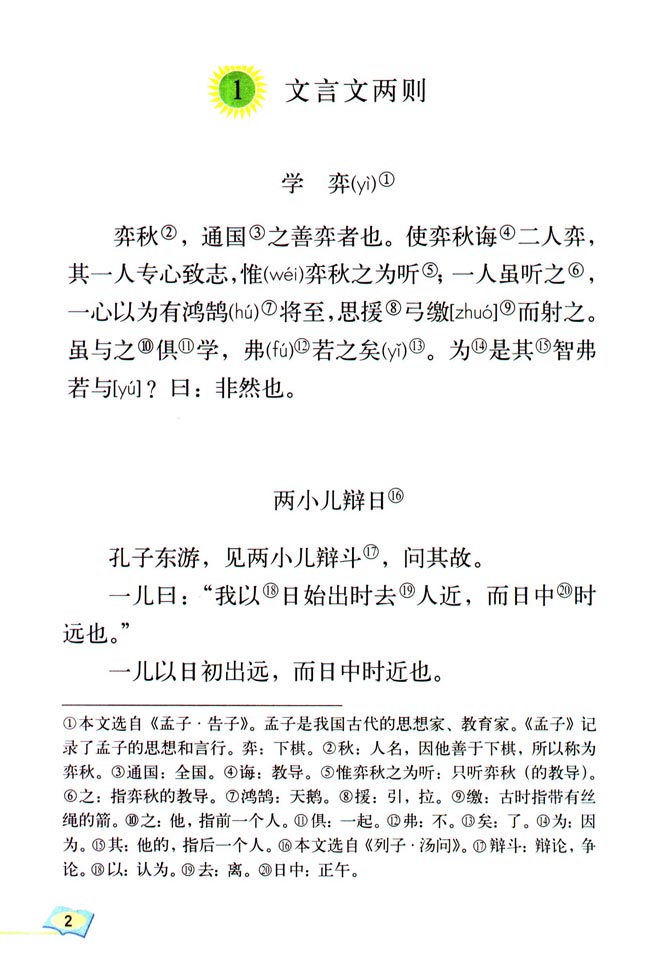 1 文言文两则
学 弈(yì)①
弈秋②，通国③之善弈者也。使弈秋诲④二人弈，
其一人专心致志，惟(wéi)弈秋之为听⑤；一人虽听之⑥，
一心以为有鸿鹄(hú)⑦将至，思援⑧弓缴[zhuó]⑨而射之。
虽与之⑩俱⑪学，弗(fú)⑫若之矣(yǐ)⑬。为⑭是其⑮智弗
若与[yú]？曰：非然也。
两小儿辩日⑯
孔子东游，见两小儿辩斗⑰，问其故。
一儿曰：“我以⑱日始出时去⑲人近，而日中⑳时
远也。”
一儿以日初出远，而日中时近也。
①本文选自《孟子·告子》。孟子是我国古代的思想家、教育家。《孟子》记
录了孟子的思想和言行。弈：下棋。②秋：人名，因他善于下棋，所以称为
弈秋。③通国：全国。④诲：教导。⑤惟弈秋之为听：只听弈秋（的教导）。
⑥之：指弈秋的教导。⑦鸿鹄：天鹅。⑧援：引，拉。⑨缴：古时指带有丝
绳的箭。⑩之：他，指前一个人。⑪俱：一起。⑫弗：不。⑬矣：了。⑭为：因
为。⑮其：他的，指后一个人。⑯本文选自《列子·汤问》。⑰辩斗：辩论，争
论。⑱以：认为。⑲去：离。⑳日中：正午。
2